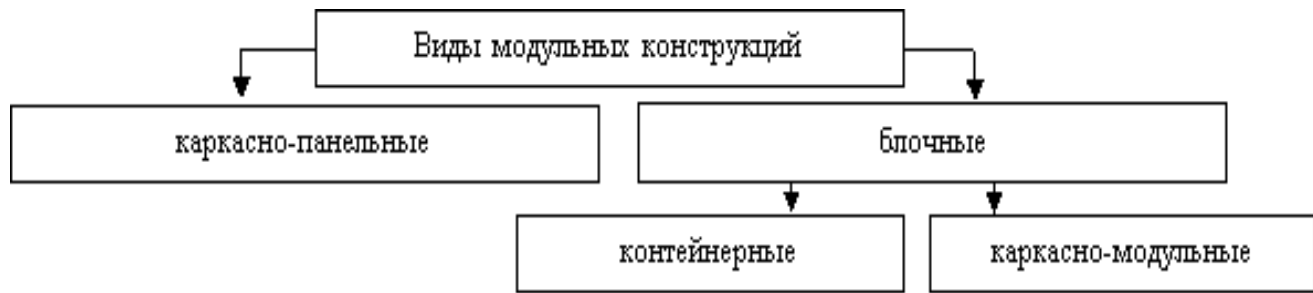 Виды модульных конструкций
каркасно-панельные
блочные
контейнерные
каркасно-модульные